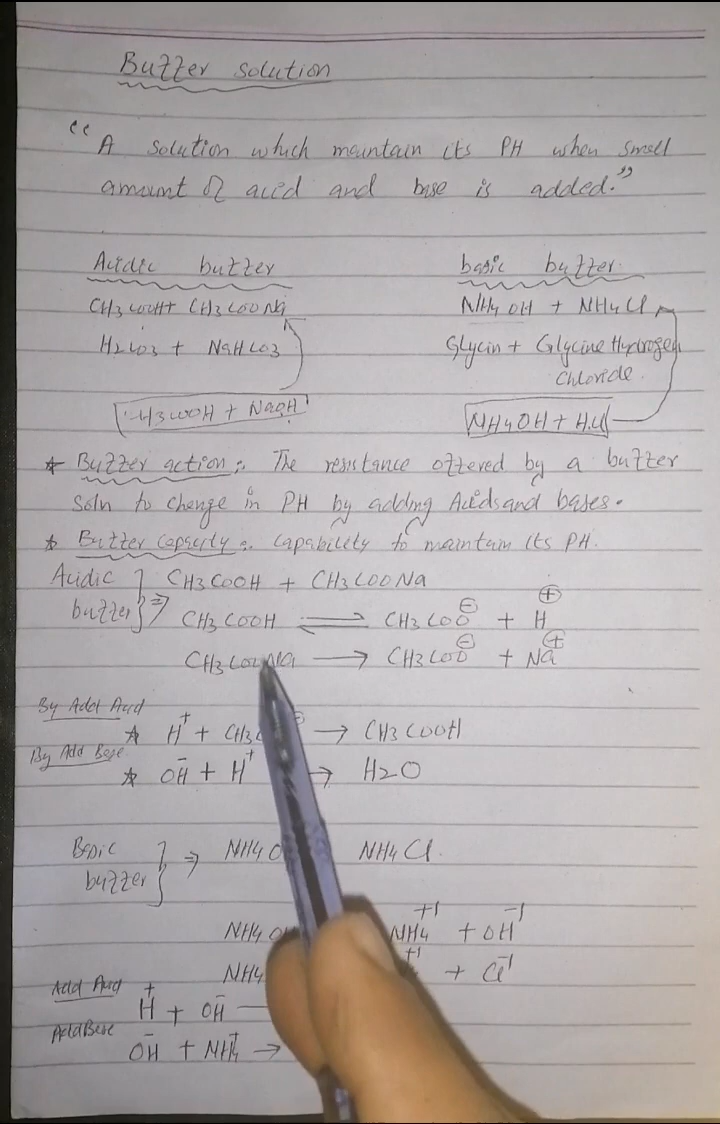 Buffer solution
“A solution which maintain its PH when small
amount of acid and base is added.”
Acidic buffer
basic buffer
CH3COOH + CH3COONa
NH4OH + NH4Cl
H2CO3 + NaHCO3
Glycin + Glycine Hydrogen
Chloride.
CH3COOH + NaOH
NH4OH + HCl
* Buffer action :- The resistance offered by a buffer
soln to change in PH by adding Acids and bases.
* Buffer Capacity :- Capability to maintain its PH.
Acidic buffer } ⇒ CH3COOH + CH3COONa
CH3COOH ⇌ CH3COO⊖ + H⊕
CH3COONa → CH3COO⊖ + Na⊕
By Add Acid
* H+ + CH3 → CH3COOH
By Add Base
* OH- + H+ → H2O
Basic buffer } ⇒ NH4O NH4Cl.
NH4O NH4+1 + OH-1
NH4 +1 + Cl-1
Add Acid
H+ + OH-
Add Base
OH- + NH4+ →